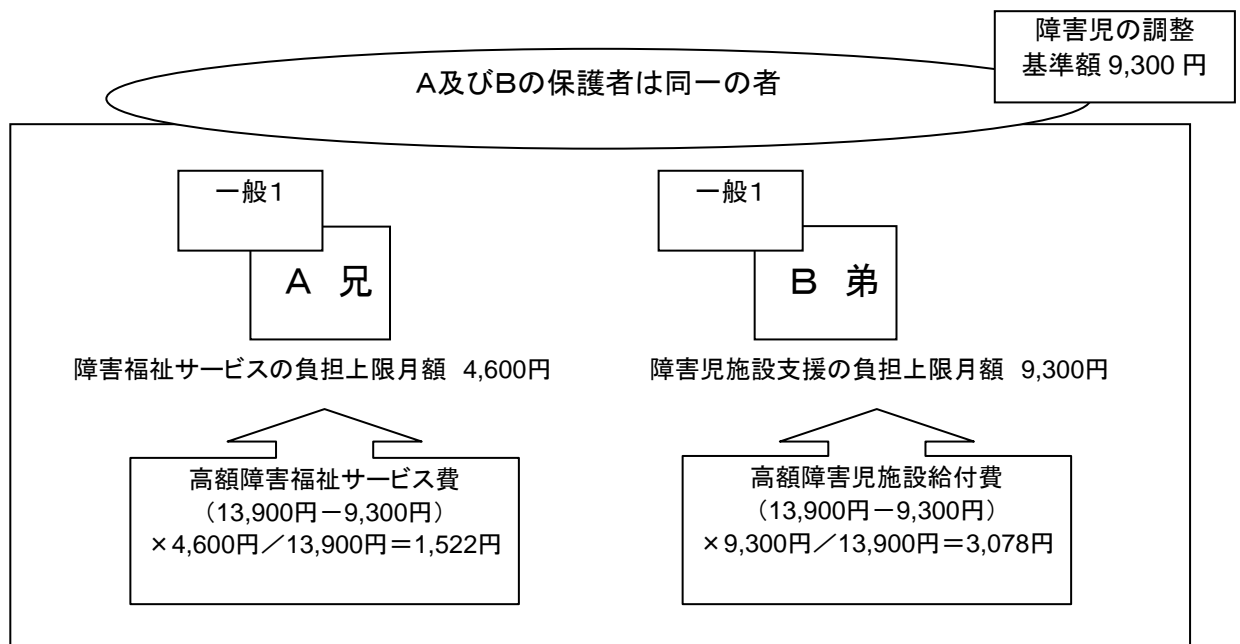 障害児の調整
基準額 9,300 円
A及びBの保護者は同一の者
一般1
A 兄
障害福祉サービスの負担上限月額 4,600円
高額障害福祉サービス費
(13,900円-9,300円)
×4,600円/13,900円=1,522円
一般1
B 弟
障害児施設支援の負担上限月額 9,300円
高額障害児施設給付費
(13,900円-9,300円)
×9,300円/13,900円=3,078円